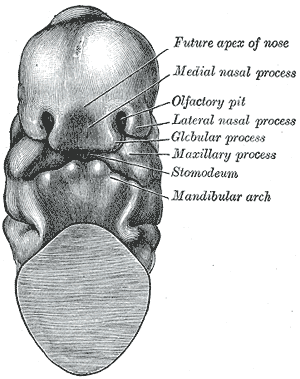 Future apex of nose
Medial nasal process
Olfactory pit
Lateral nasal process
Globular process
Maxillary process
Stomodeum
Mandibular arch